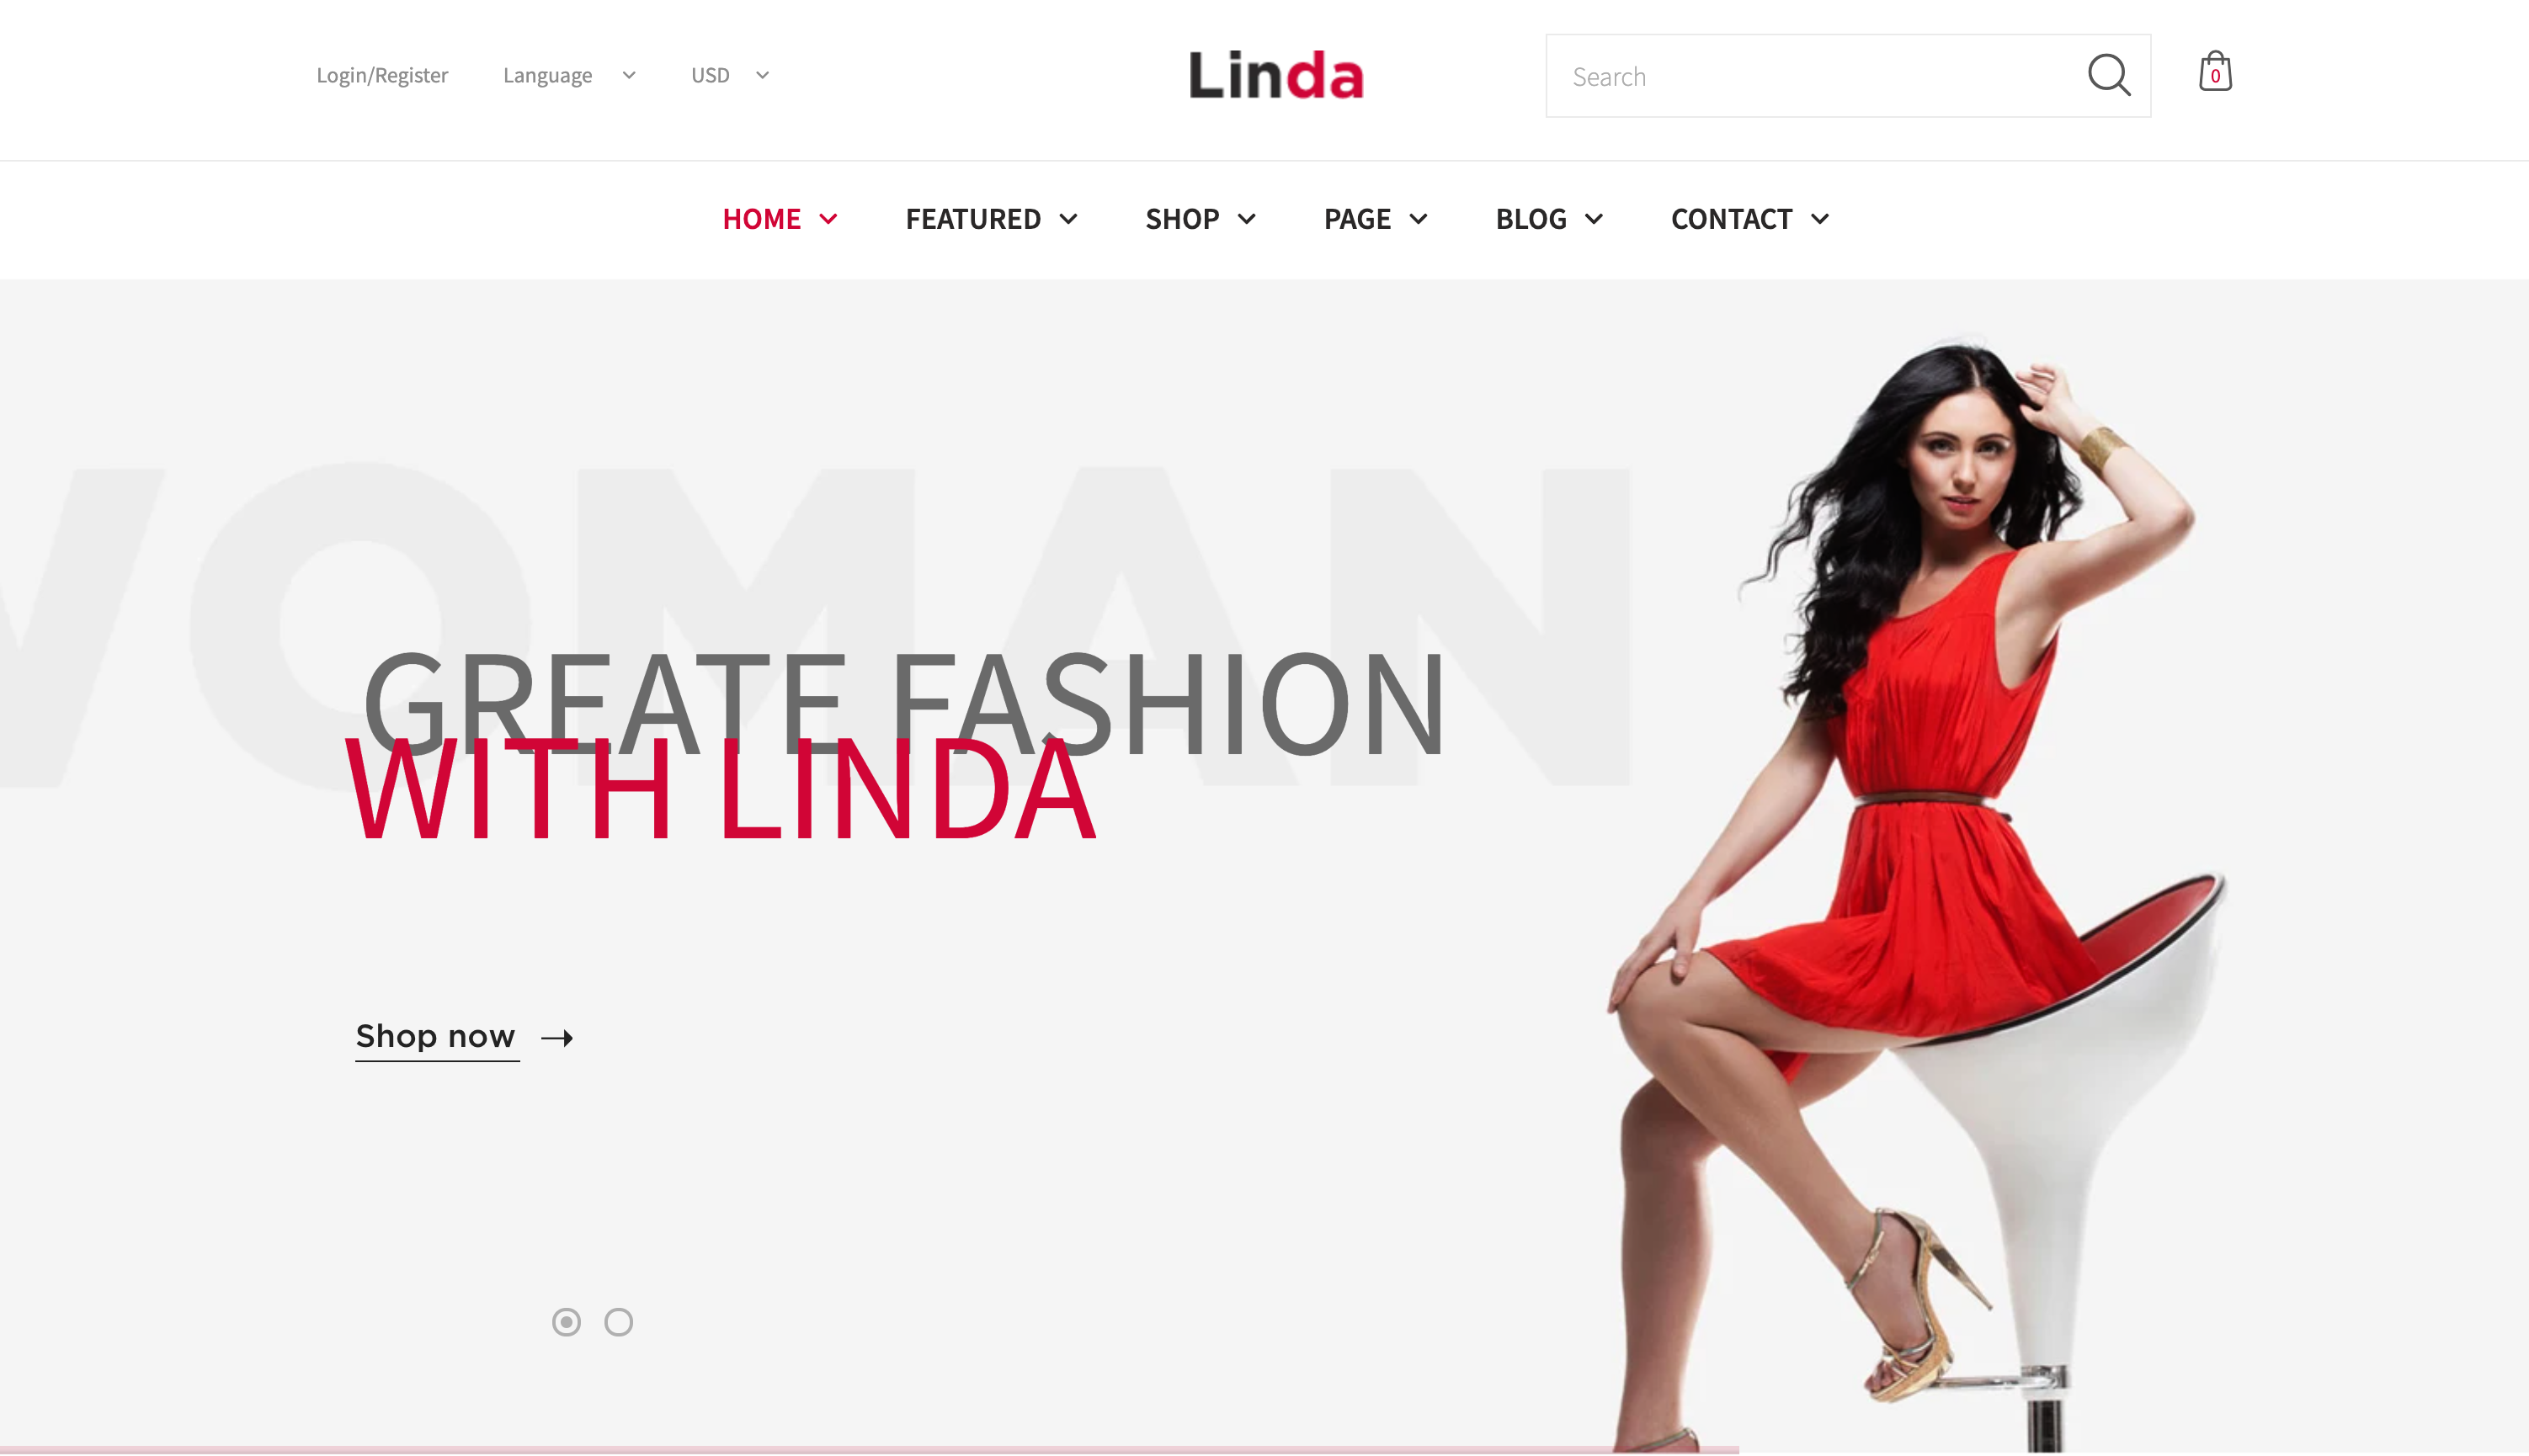 Login/Register Language USD Linda Search 0
HOME FEATURED SHOP PAGE BLOG CONTACT
WOMAN
GREATE FASHION
WITH LINDA
Shop now